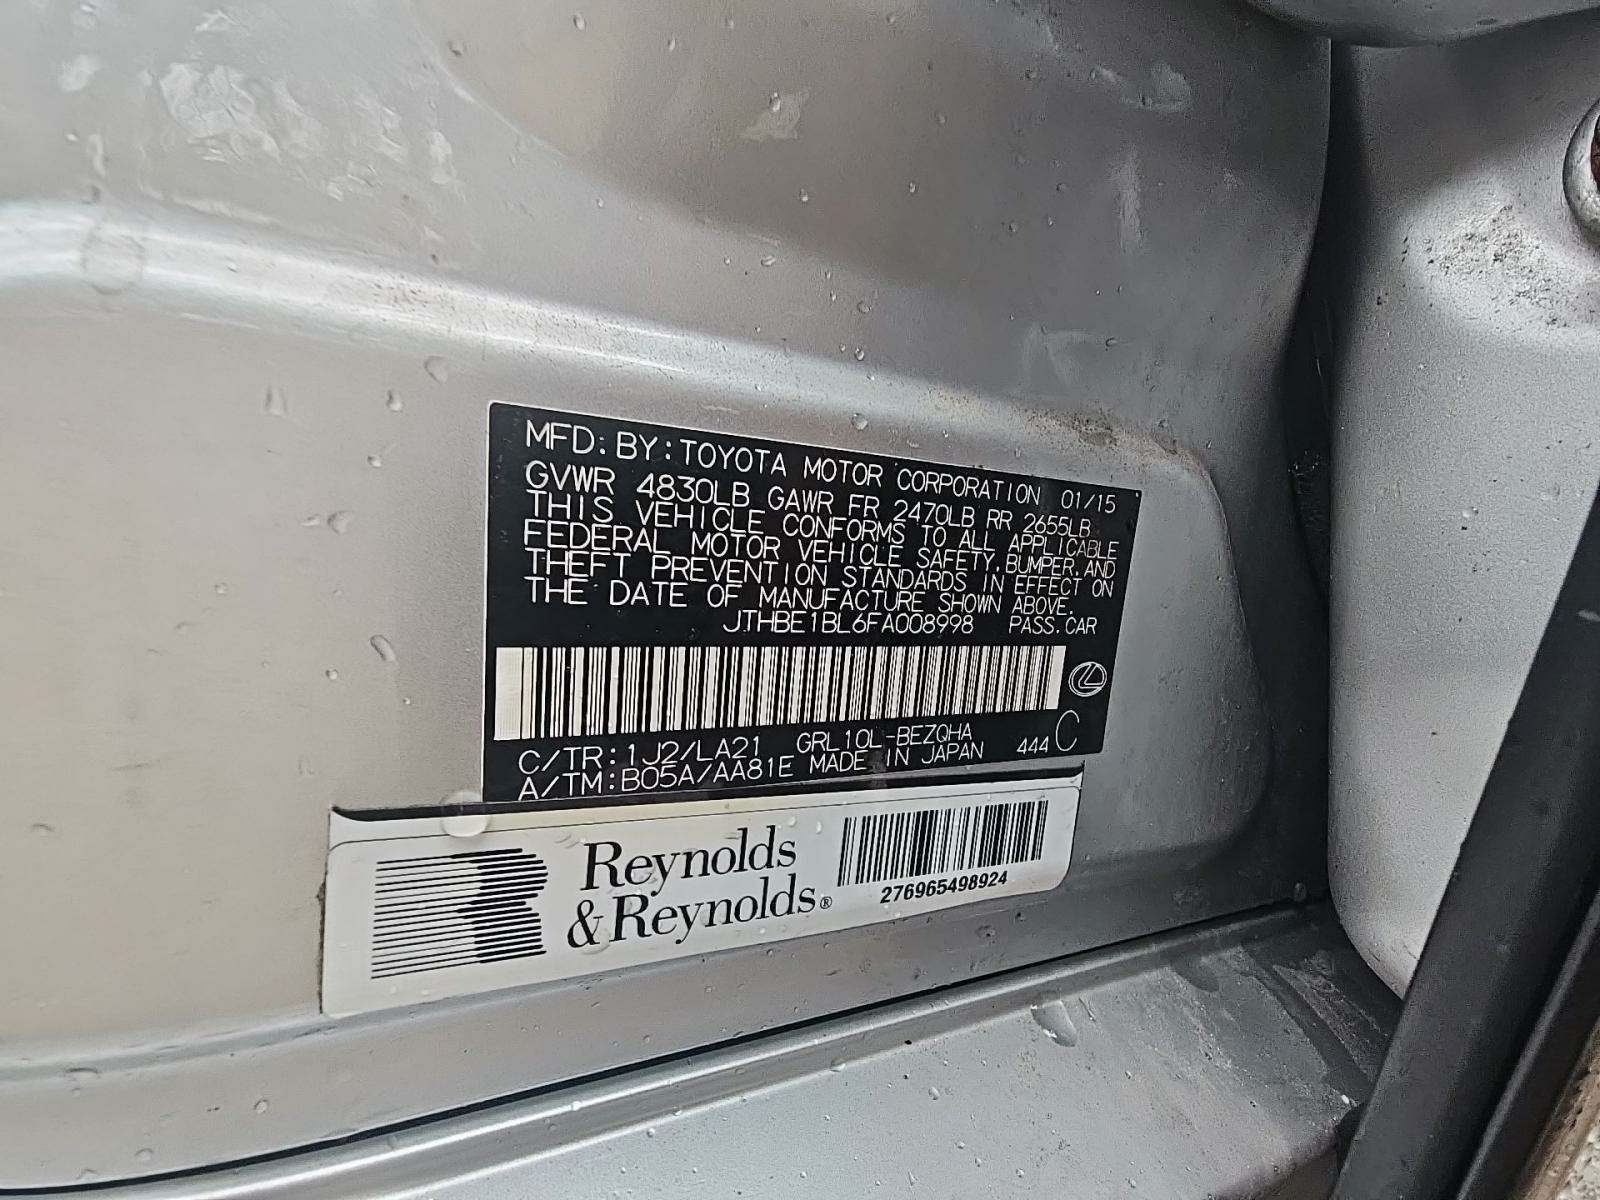 MFD. BY: TOYOTA MOTOR CORPORATION 01/15
GVWR 4830LB GAWR FR 2470LB RR 2655LB
THIS VEHICLE CONFORMS TO ALL APPLICABLE
FEDERAL MOTOR VEHICLE SAFETY, BUMPER, AND
THEFT PREVENTION STANDARDS IN EFFECT ON
THE DATE OF MANUFACTURE SHOWN ABOVE.
JTHBE1BL6FA008998 PASS. CAR
C/TR: 1J2/LA21 GRL10L-BEZQHA
A/TM: B05A/AA81E MADE IN JAPAN 444 C
Reynolds
& Reynolds®
276965498924